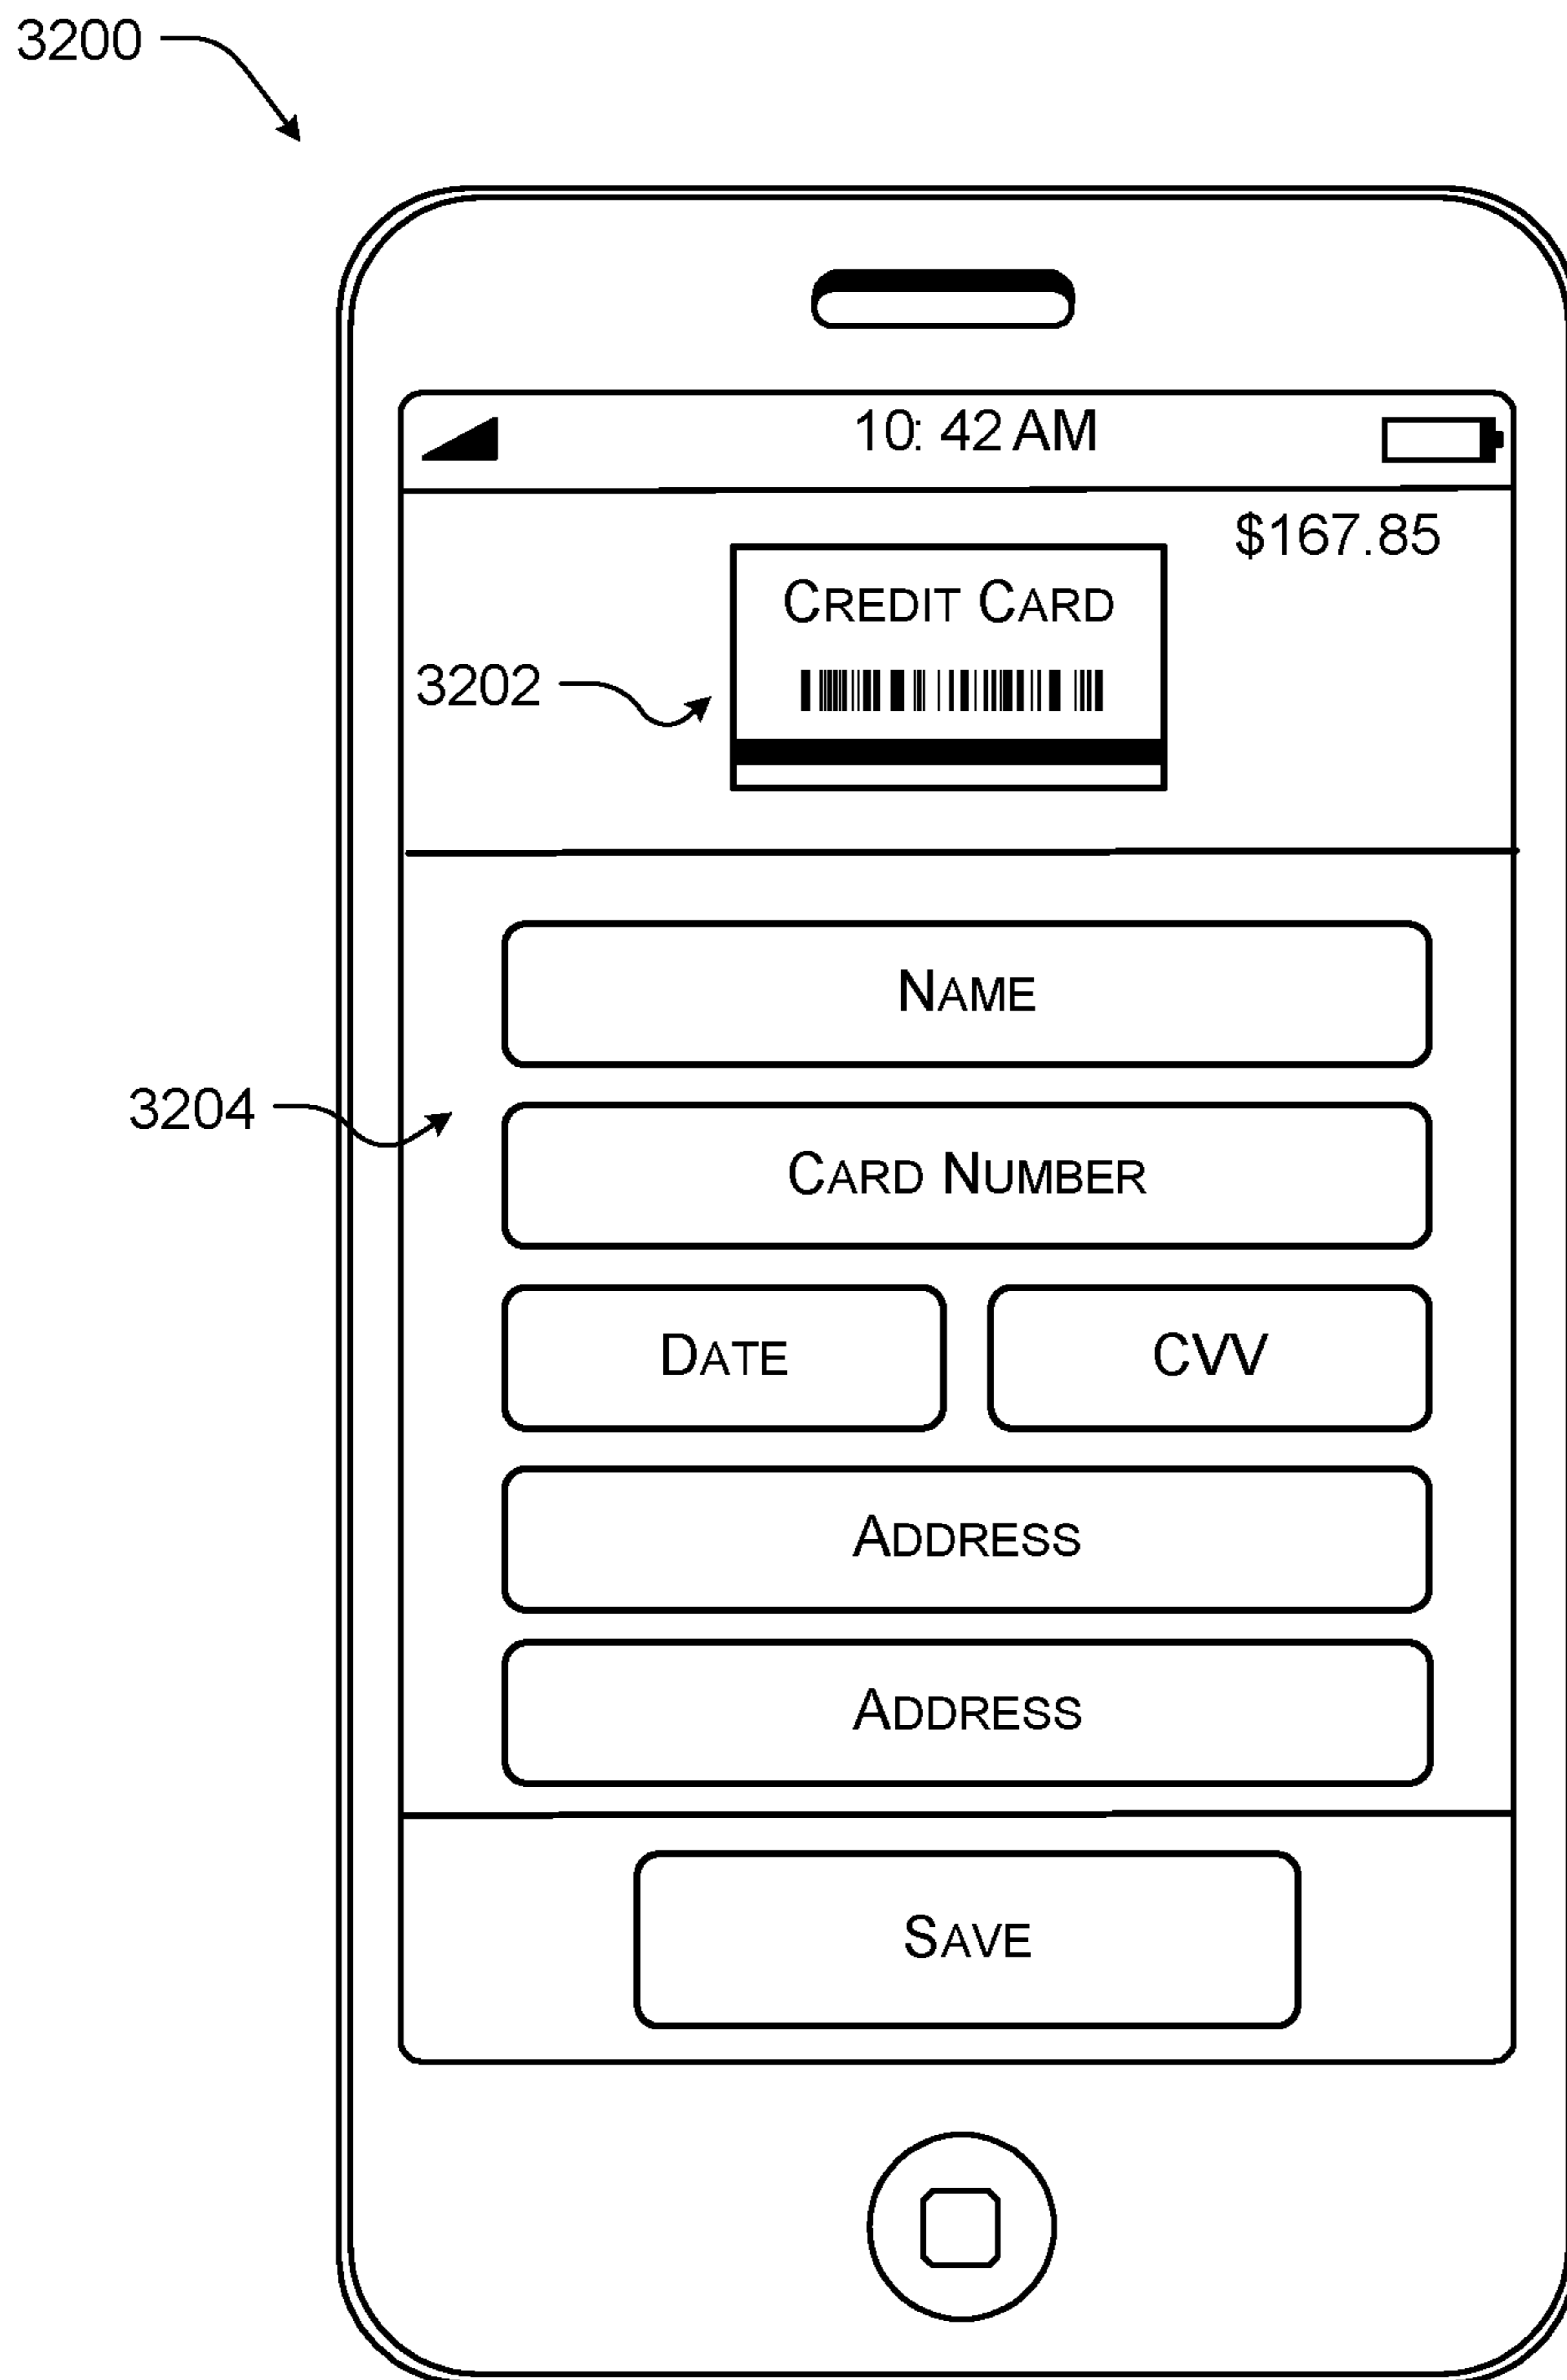 3200
10: 42 AM
$167.85
CREDIT CARD
3202
NAME
3204
CARD NUMBER
DATE CVV
ADDRESS
ADDRESS
SAVE